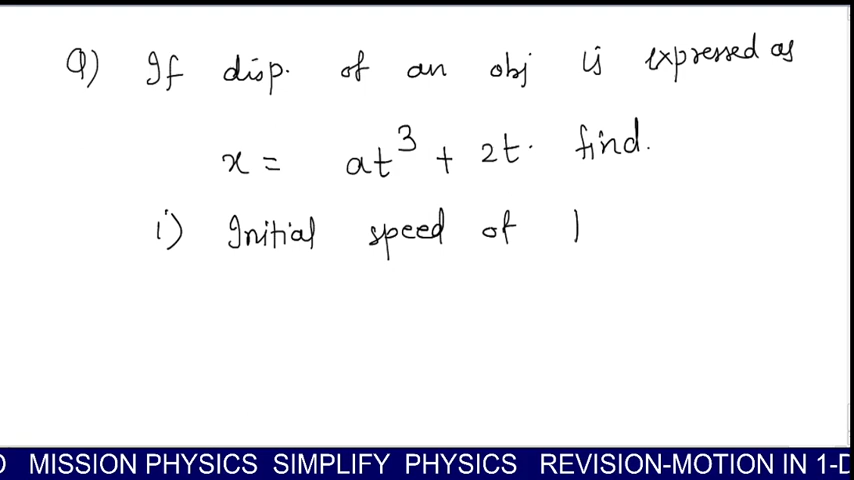 Q) If disp. of an obj is expressed as
x = at³ + 2t. find.
i) Initial speed of
MISSION PHYSICS SIMPLIFY PHYSICS REVISION-MOTION IN 1-D